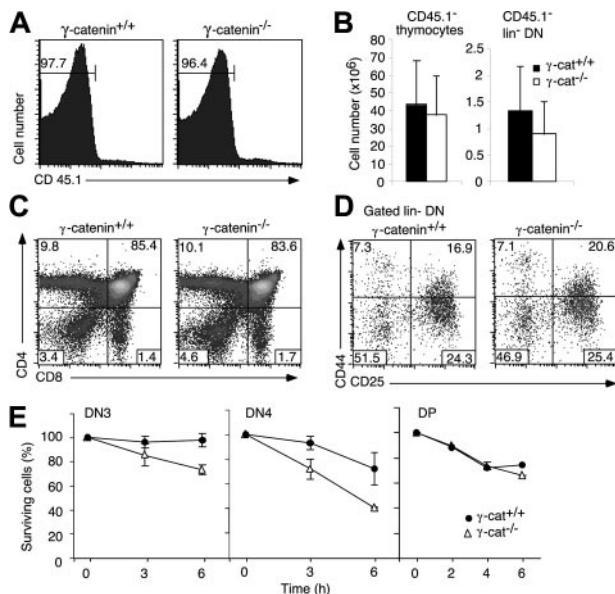 A
γ-catenin+/+
γ-catenin-/-
97.7
96.4
Cell number
CD 45.1
B
CD45.1-
thymocytes
CD45.1-
lin- DN
Cell number (x10⁶)
80
70
60
50
40
30
20
10
0
2
1.5
1
0.5
0
γ-cat+/+
γ-cat-/-
C
γ-catenin+/+
γ-catenin-/-
9.8
85.4
3.4
1.4
10.1
83.6
4.6
1.7
CD4
CD8
D
Gated lin- DN
γ-catenin+/+
γ-catenin-/-
7.3
16.9
51.5
24.3
7.1
20.6
46.9
25.4
CD44
CD25
E
DN3
DN4
DP
Surviving cells (%)
100
80
60
40
20
0
γ-cat+/+
γ-cat-/-
0 3 6
0 3 6
0 2 4 6
Time (h)